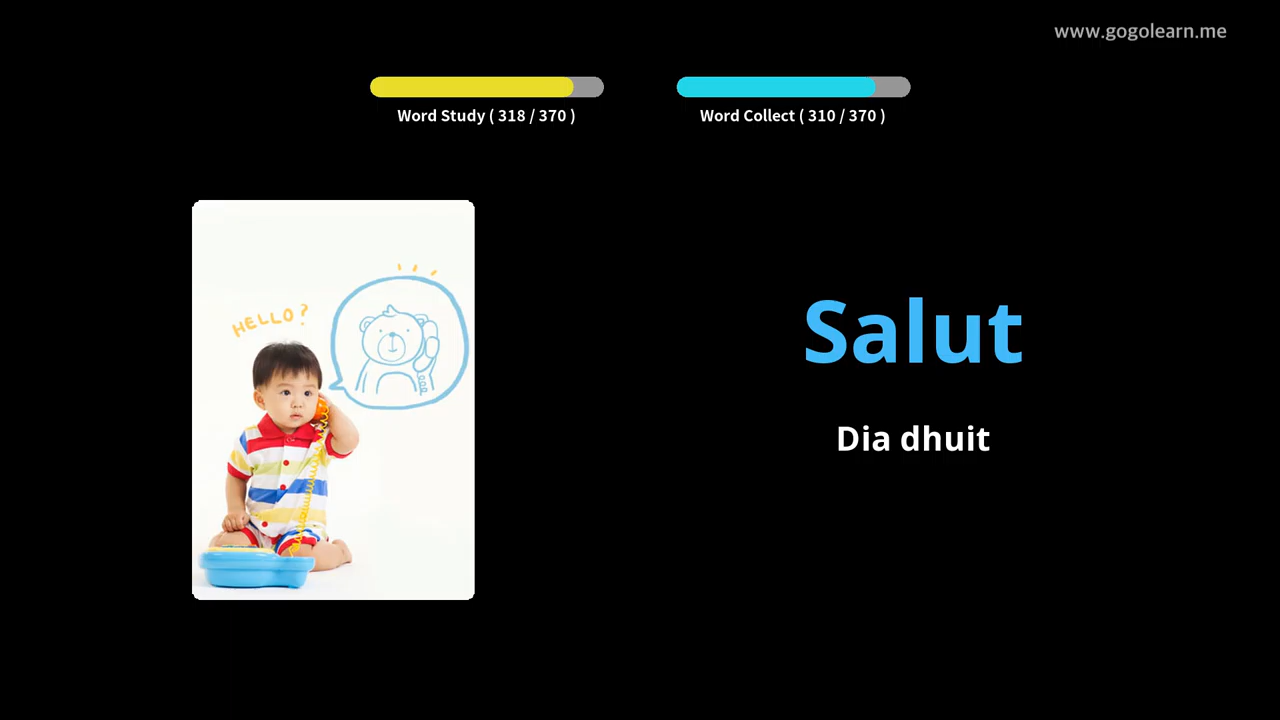 www.gogolearn.me
Word Study ( 318 / 370 )
Word Collect ( 310 / 370 )
HELLO?
Salut
Dia dhuit